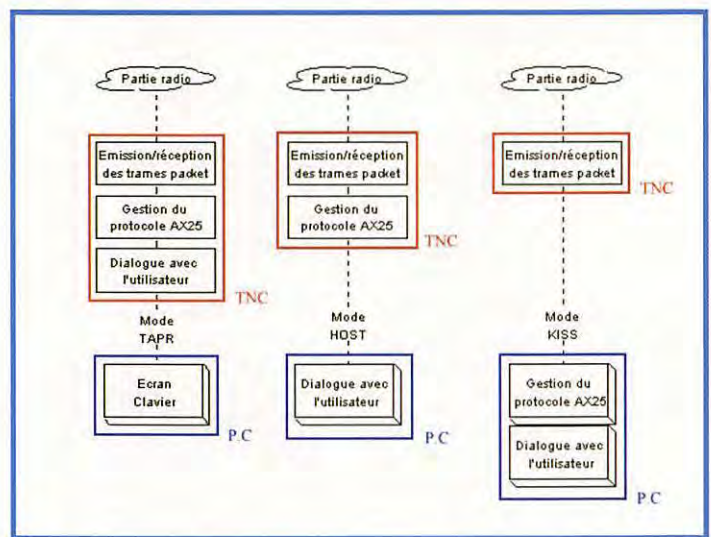 Partie radio
Emission/réception
des trames packet
Gestion du
protocole AX25
Dialogue avec
l'utilisateur
TNC
Mode
TAPR
Ecran
Clavier
P.C
Partie radio
Emission/réception
des trames packet
Gestion du
protocole AX25
TNC
Mode
HOST
Dialogue avec
l'utilisateur
P.C
Partie radio
Emission/réception
des trames packet
TNC
Mode
KISS
Gestion du
protocole AX25
Dialogue avec
l'utilisateur
P C